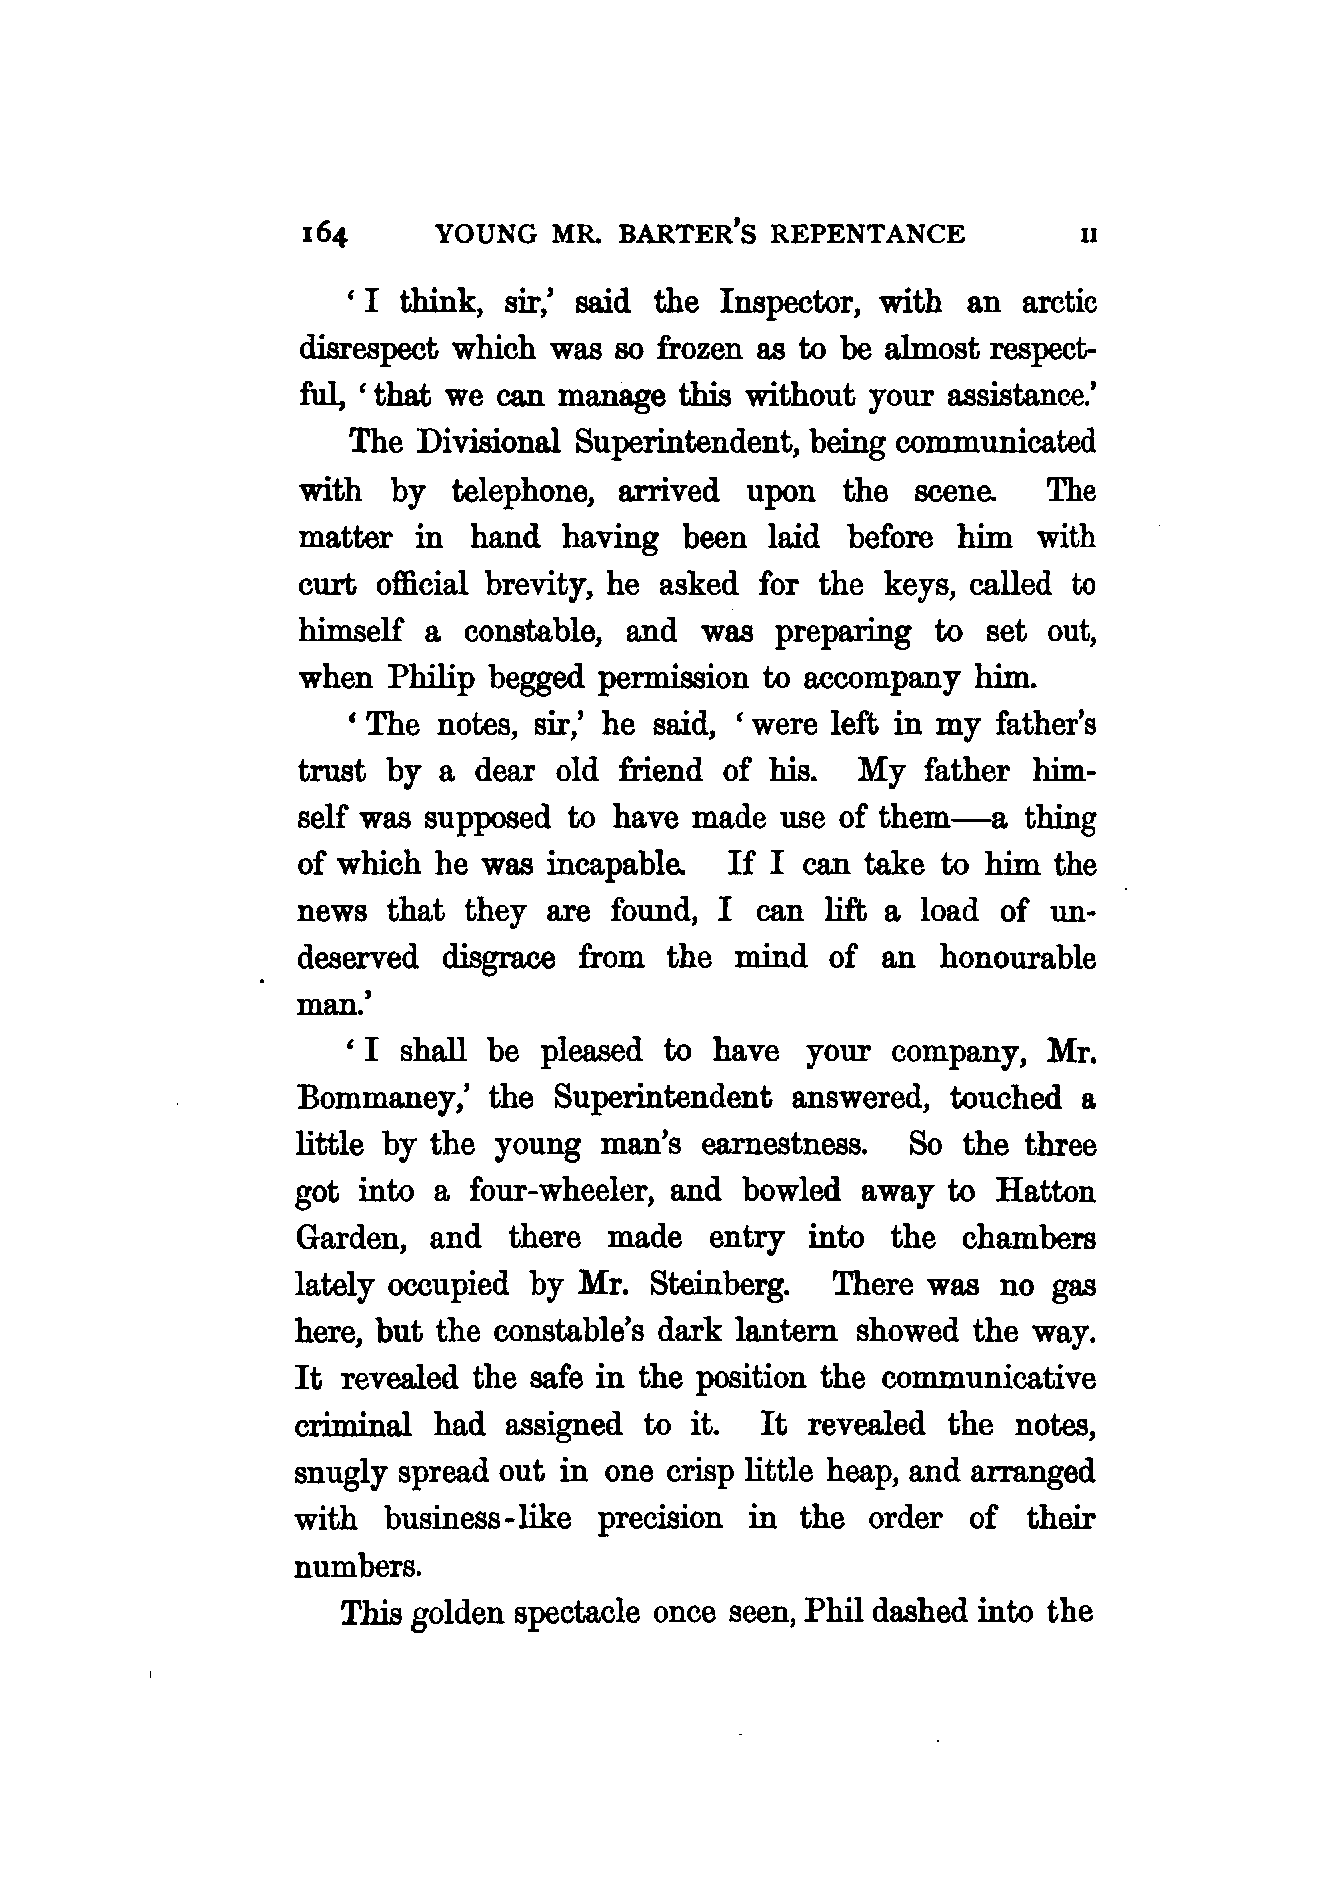 164 YOUNG MR. BARTER'S REPENTANCE II
‘I think, sir,’ said the Inspector, with an arctic
disrespect which was so frozen as to be almost respect-
ful, ‘that we can manage this without your assistance.’
The Divisional Superintendent, being communicated
with by telephone, arrived upon the scene. The
matter in hand having been laid before him with
curt official brevity, he asked for the keys, called to
himself a constable, and was preparing to set out,
when Philip begged permission to accompany him.
‘The notes, sir,’ he said, ‘were left in my father’s
trust by a dear old friend of his. My father him-
self was supposed to have made use of them—a thing
of which he was incapable. If I can take to him the
news that they are found, I can lift a load of un-
deserved disgrace from the mind of an honourable
man.’
‘I shall be pleased to have your company, Mr.
Bommaney,’ the Superintendent answered, touched a
little by the young man’s earnestness. So the three
got into a four-wheeler, and bowled away to Hatton
Garden, and there made entry into the chambers
lately occupied by Mr. Steinberg. There was no gas
here, but the constable’s dark lantern showed the way.
It revealed the safe in the position the communicative
criminal had assigned to it. It revealed the notes,
snugly spread out in one crisp little heap, and arranged
with business-like precision in the order of their
numbers.
This golden spectacle once seen, Phil dashed into the